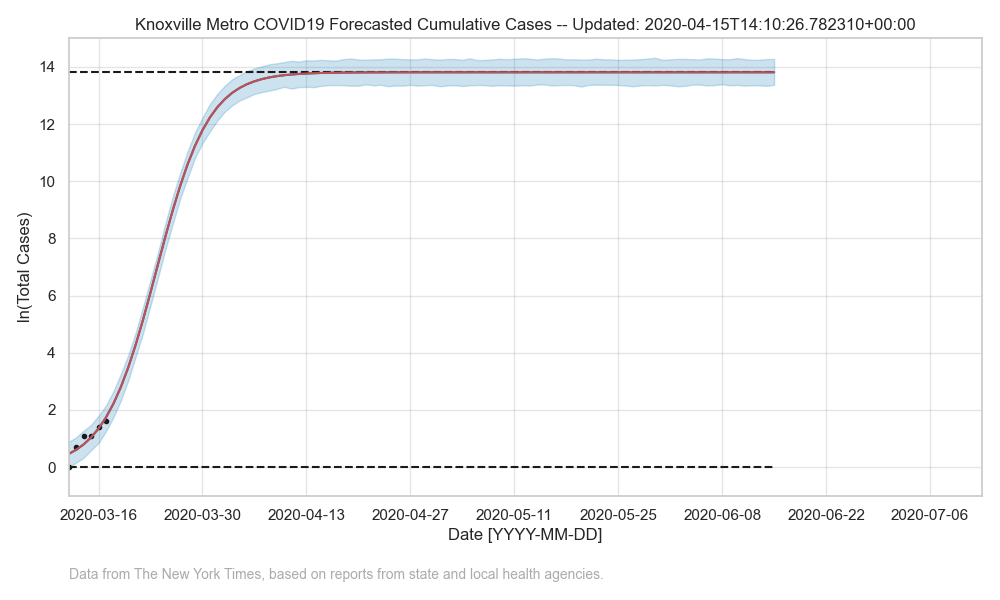 Knoxville Metro COVID19 Forecasted Cumulative Cases -- Updated: 2020-04-15T14:10:26.782310+00:00
ln(Total Cases)
14
12
10
8
6
4
2
0
2020-03-16 2020-03-30 2020-04-13 2020-04-27 2020-05-11 2020-05-25 2020-06-08 2020-06-22 2020-07-06
Date [YYYY-MM-DD]
Data from The New York Times, based on reports from state and local health agencies.